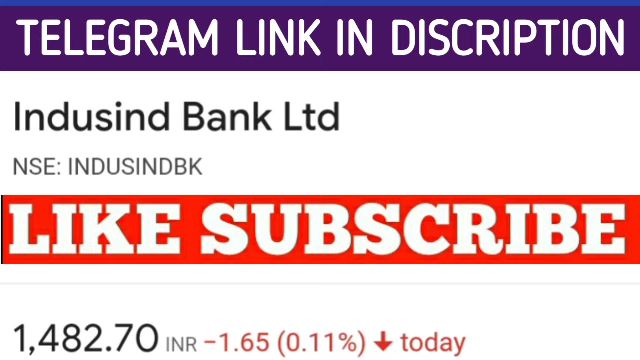 TELEGRAM LINK IN DISCRIPTION
Indusind Bank Ltd
NSE: INDUSINDBK
LIKE SUBSCRIBE
1,482.70 INR −1.65 (0.11%) ↓ today